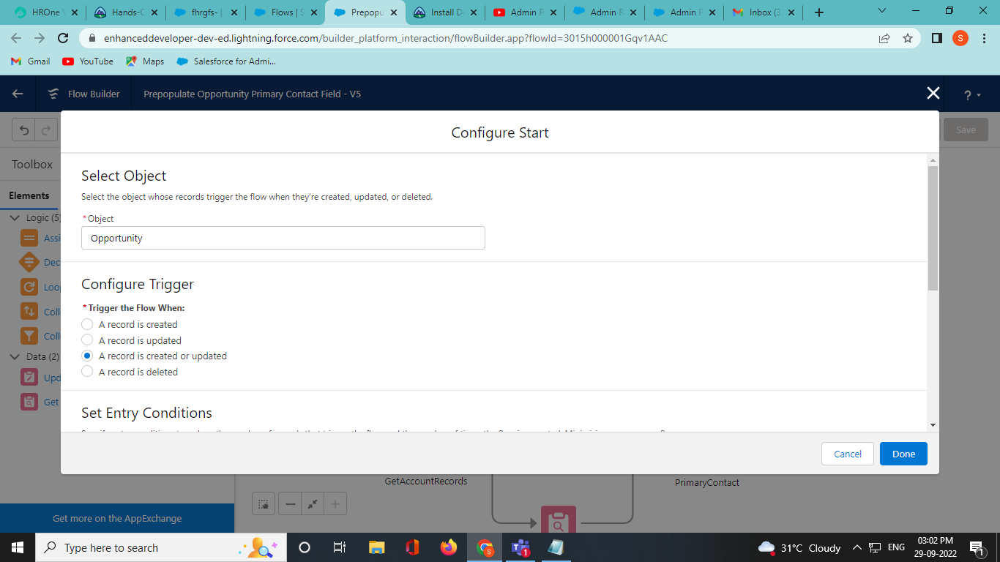 HROne
Hands-C
fhrgfs- |
Flows | S
Prepopu
Install D
Admin P
Admin R
Admin P
Inbox (3
enhanceddeveloper-dev-ed.lightning.force.com/builder_platform_interaction/flowBuilder.app?flowId=3015h000001Gqv1AAC
S
Gmail
YouTube
Maps
Salesforce for Admi...
Flow Builder
Prepopulate Opportunity Primary Contact Field - V5
?
Save
Configure Start
Toolbox
Select Object
Select the object whose records trigger the flow when they're created, updated, or deleted.
Elements
Logic (5)
* Object
Opportunity
Assi
Dec
Loop
Coll
Coll
Data (2)
Upd
Get
Configure Trigger
* Trigger the Flow When:
A record is created
A record is updated
A record is created or updated
A record is deleted
Set Entry Conditions
Cancel
Done
GetAccountRecords
PrimaryContact
Get more on the AppExchange
Type here to search
1
31°C Cloudy
ENG
03:02 PM
29-09-2022
1